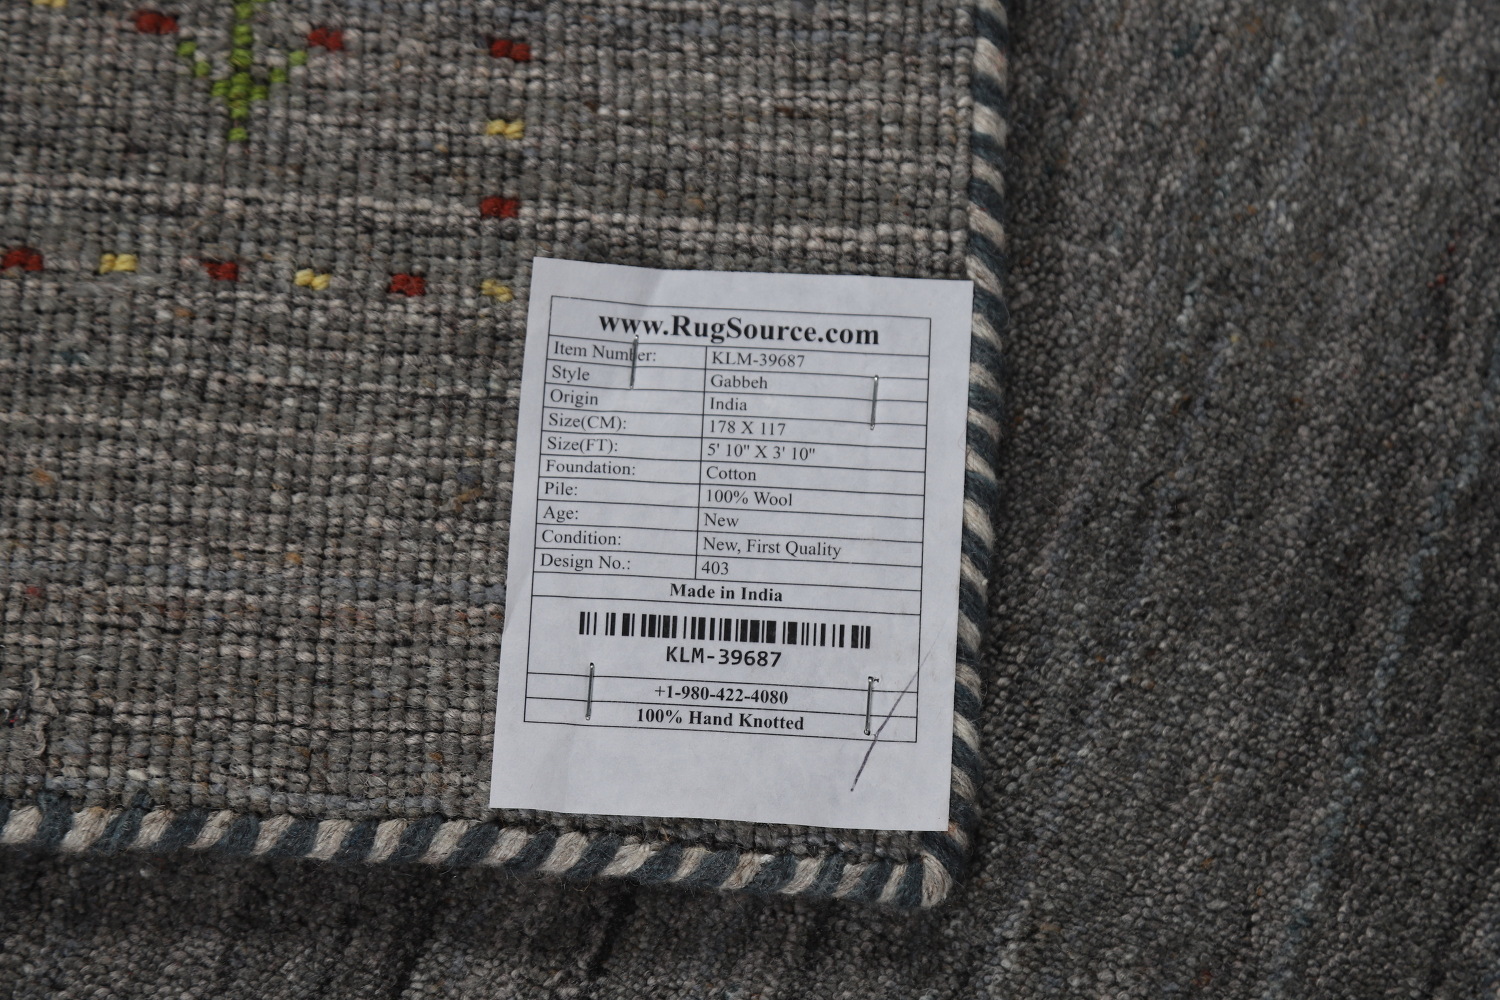 www.RugSource.com
Item Number: KLM-39687
Style Gabbeh
Origin India
Size(CM): 178 X 117
Size(FT): 5' 10" X 3' 10"
Foundation: Cotton
Pile: 100% Wool
Age: New
Condition: New, First Quality
Design No.: 403
Made in India
KLM-39687
+1-980-422-4080
100% Hand Knotted